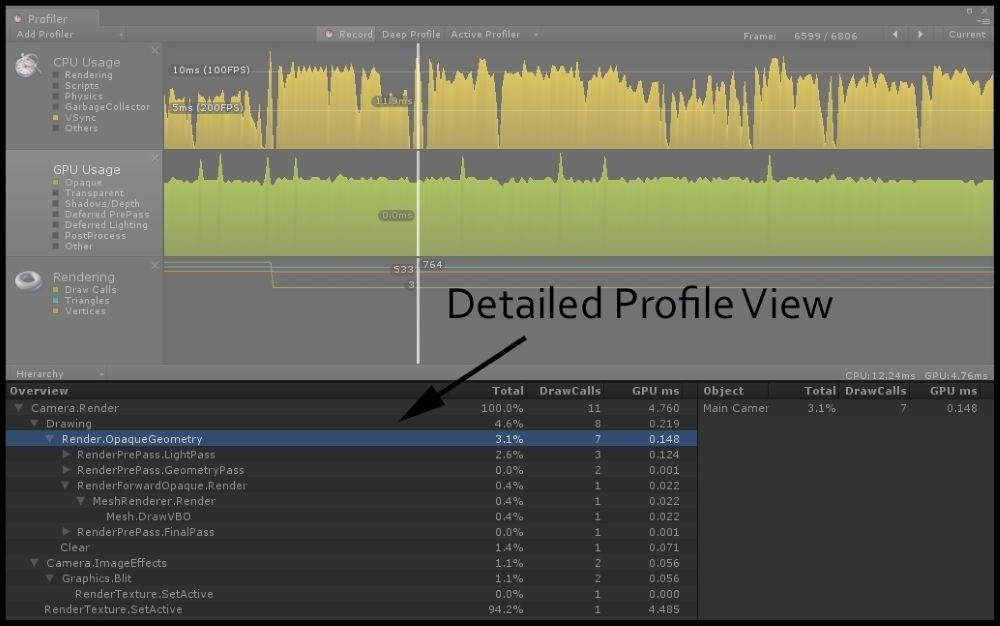 Profiler
Add Profiler Record Deep Profile Active Profiler Frame: 6599 / 6806 Current
CPU Usage
Rendering
Scripts
Physics
GarbageCollector
VSync
Others
10ms (100FPS)
5ms (200FPS)
11.9ms
GPU Usage
Opaque
Transparent
Shadows/Depth
Deferred PrePass
Deferred Lighting
PostProcess
Other
0.0ms
Rendering
Draw Calls
Triangles
Vertices
533 764
3
Detailed Profile View
Hierarchy CPU:12.24ms GPU:4.76ms
Overview Total DrawCalls GPU ms Object Total DrawCalls GPU ms
Camera.Render 100.0% 11 4.760 Main Camer 3.1% 7 0.148
Drawing 4.6% 8 0.219
Render.OpaqueGeometry 3.1% 7 0.148
RenderPrePass.LightPass 2.6% 3 0.124
RenderPrePass.GeometryPass 0.0% 2 0.001
RenderForwardOpaque.Render 0.4% 1 0.022
MeshRenderer.Render 0.4% 1 0.022
Mesh.DrawVBO 0.4% 1 0.022
RenderPrePass.FinalPass 0.0% 1 0.001
Clear 1.4% 1 0.071
Camera.ImageEffects 1.1% 2 0.056
Graphics.Blit 1.1% 2 0.056
RenderTexture.SetActive 0.0% 1 0.000
RenderTexture.SetActive 94.2% 1 4.485